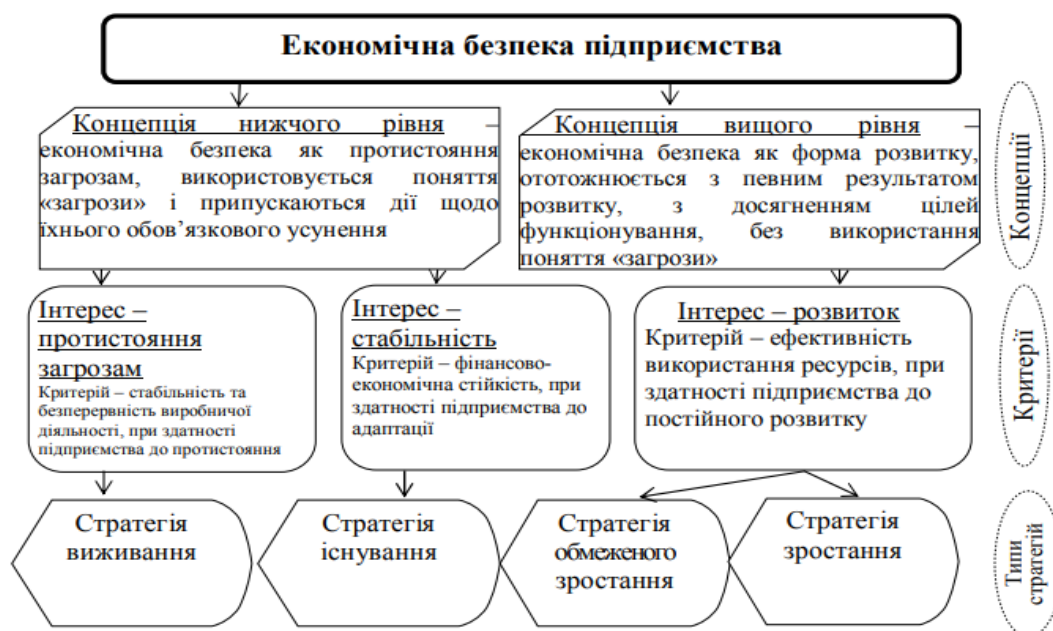 Економічна безпека підприємства
Концепція нижчого рівня –
економічна безпека як протистояння
загрозам, використовується поняття
«загрози» і припускаються дії щодо
їхнього обов’язкового усунення
Концепція вищого рівня –
економічна безпека як форма розвитку,
ототожнюється з певним результатом
розвитку, з досягненням цілей
функціонування, без використання
поняття «загрози»
Концепції
Інтерес –
протистояння
загрозам
Критерій – стабільність та
безперервність виробничої
діяльності, при здатності
підприємства до протистояння
Інтерес –
стабільність
Критерій – фінансово-
економічна стійкість, при
здатності підприємства до
адаптації
Інтерес – розвиток
Критерій – ефективність
використання ресурсів, при
здатності підприємства до
постійного розвитку
Критерії
Стратегія
виживання
Стратегія
існування
Стратегія
обмеженого
зростання
Стратегія
зростання
Типи
стратегій